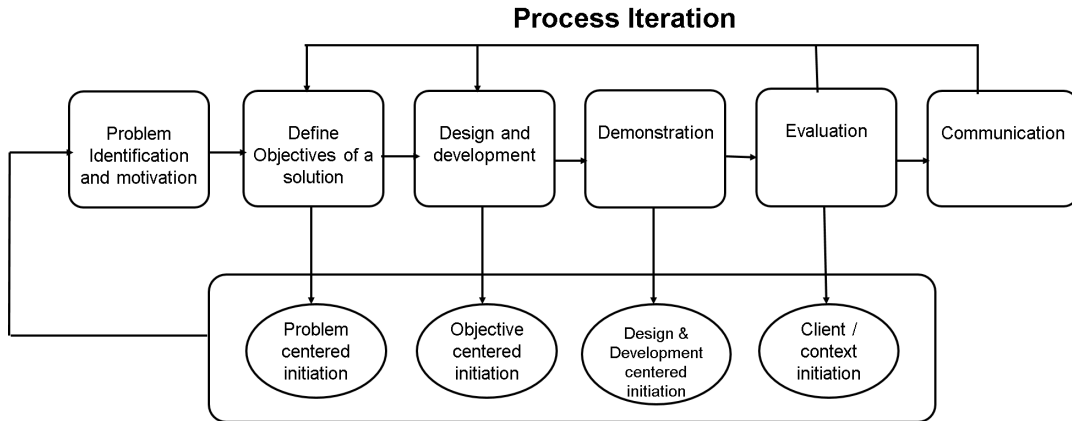 Process Iteration
Problem
Identification
and motivation
Define
Objectives of a
solution
Design and
development
Demonstration
Evaluation
Communication
Problem
centered
initiation
Objective
centered
initiation
Design &
Development
centered
initiation
Client /
context
initiation